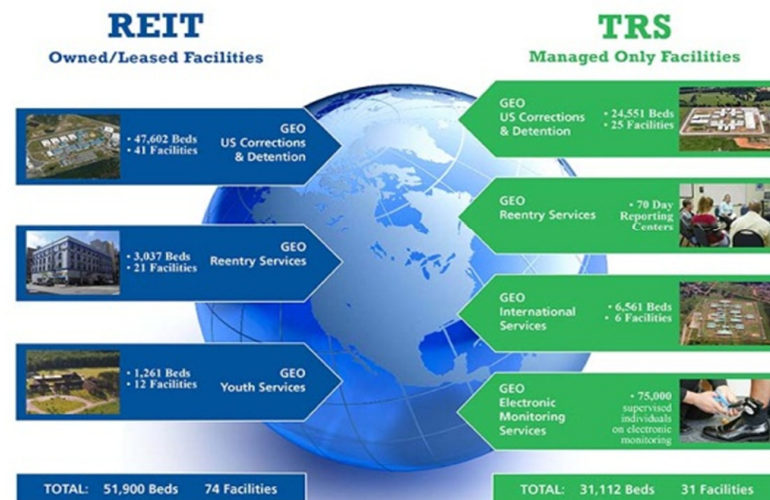 REIT
Owned/Leased Facilities
• 47,602 Beds
• 41 Facilities
GEO
US Corrections
& Detention
• 3,037 Beds
• 21 Facilities
GEO
Reentry Services
• 1,261 Beds
• 12 Facilities
GEO
Youth Services
TOTAL: 51,900 Beds 74 Facilities
TRS
Managed Only Facilities
GEO
US Corrections
& Detention
• 24,551 Beds
• 25 Facilities
GEO
Reentry Services
• 70 Day
Reporting
Centers
GEO
International
Services
• 6,561 Beds
• 6 Facilities
GEO
Electronic
Monitoring
Services
• 75,000
supervised
individuals
on electronic
monitoring
TOTAL: 31,112 Beds 31 Facilities